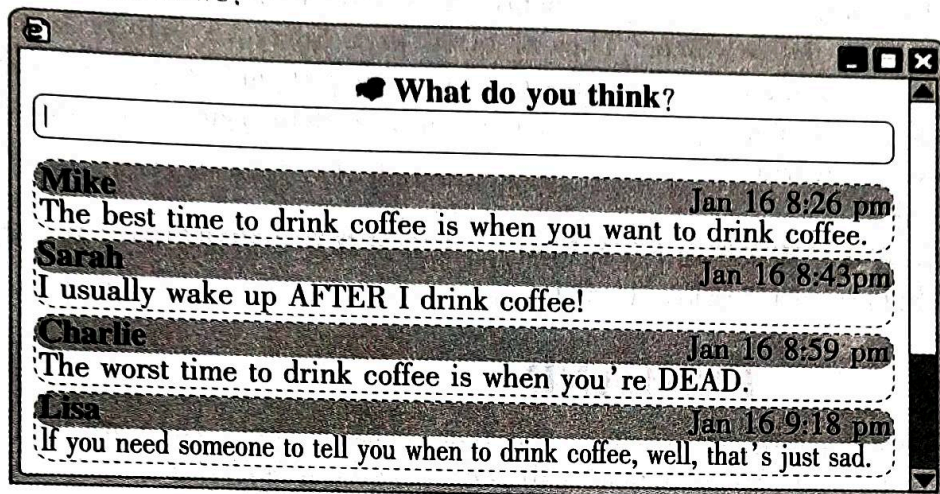 What do you think?
Mike
Jan 16 8:26 pm
The best time to drink coffee is when you want to drink coffee.
Sarah
Jan 16 8:43pm
I usually wake up AFTER I drink coffee!
Charlie
Jan 16 8:59 pm
The worst time to drink coffee is when you're DEAD.
Lisa
Jan 16 9:18 pm
If you need someone to tell you when to drink coffee, well, that's just sad.